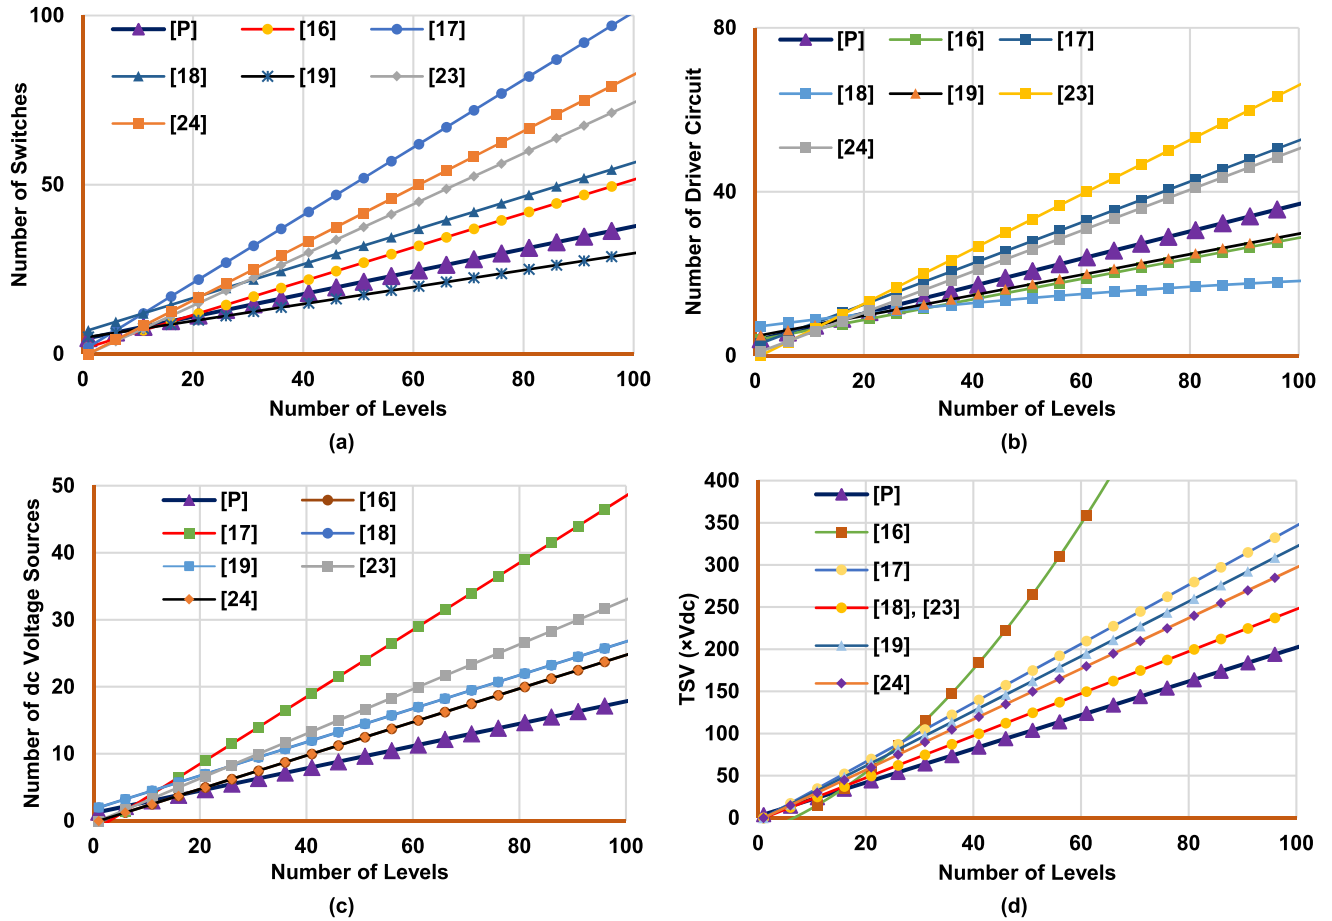 100
50
0
Number of Switches
[P] [16] [17]
[18] [19] [23]
[24]
0 20 40 60 80 100
Number of Levels
(a)
80
40
0
Number of Driver Circuit
[P] [16] [17]
[18] [19] [23]
[24]
0 20 40 60 80 100
Number of Levels
(b)
50
40
30
20
10
0
Number of dc Voltage Sources
[P] [16]
[17] [18]
[19] [23]
[24]
0 20 40 60 80 100
Number of Levels
(c)
400
350
300
250
200
150
100
50
0
TSV (×Vdc)
[P]
[16]
[17]
[18], [23]
[19]
[24]
0 20 40 60 80 100
Number of Levels
(d)